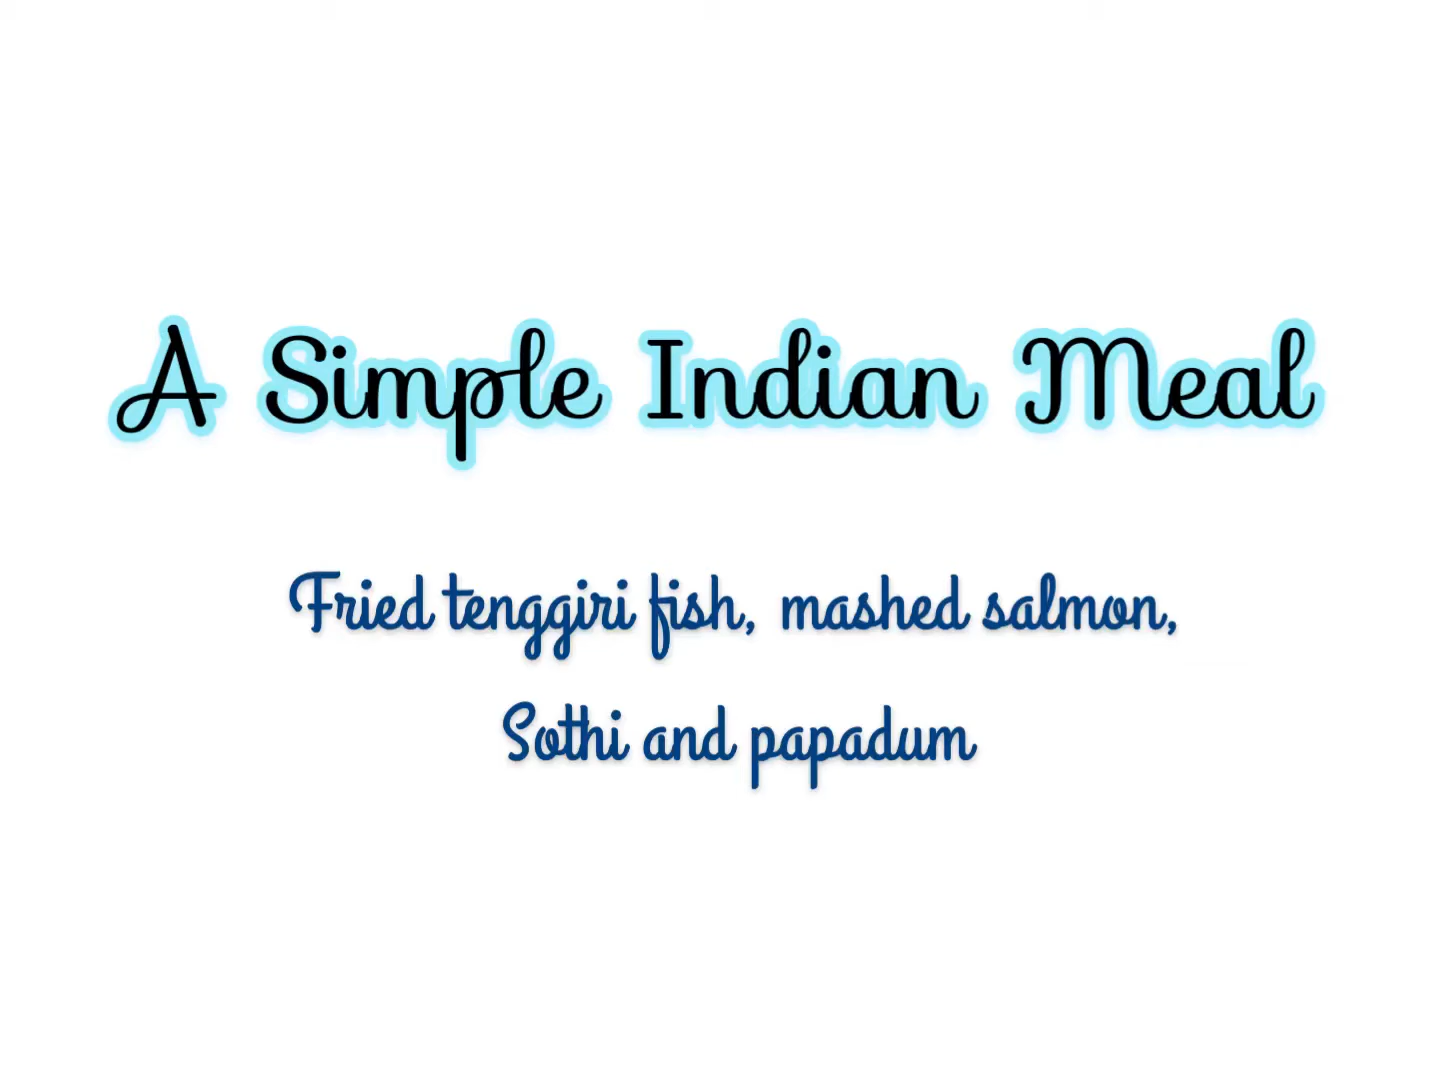 A Simple Indian Meal
Fried tenggiri fish, mashed salmon,
Sothi and papadum